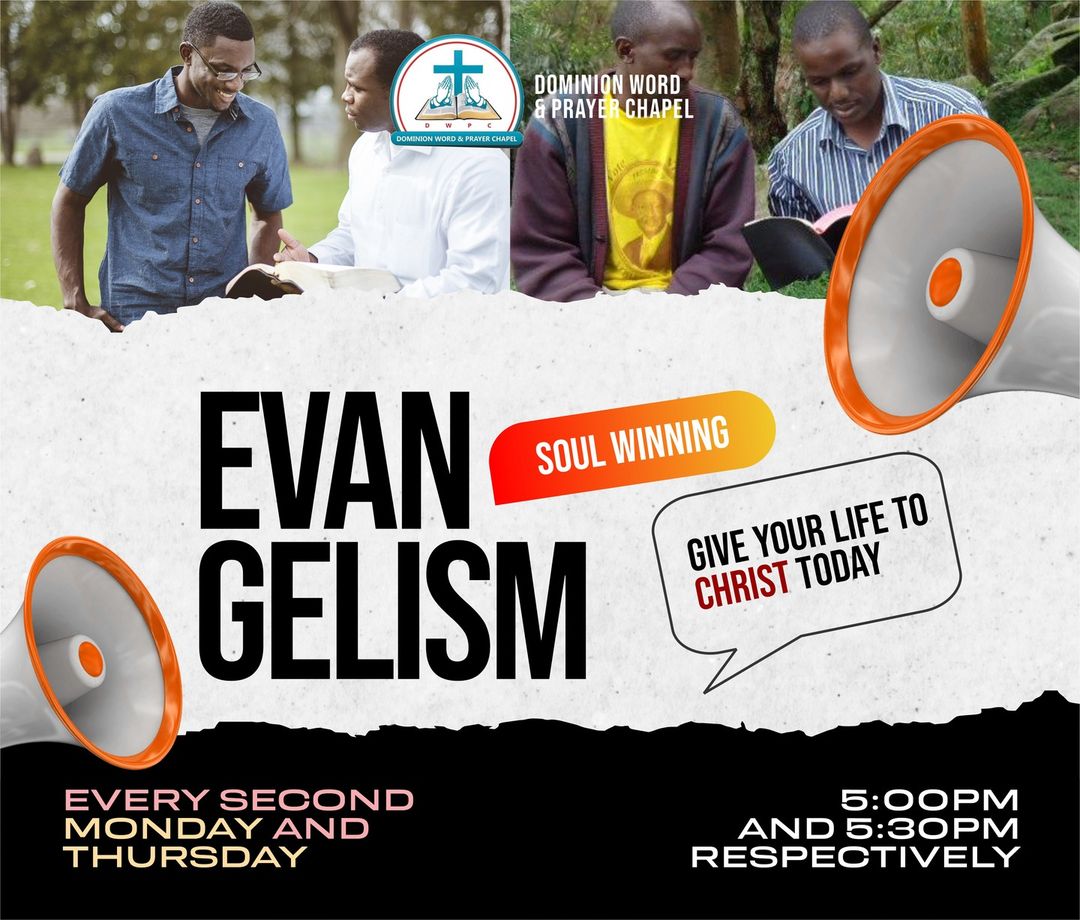 D W P C
DOMINION WORD & PRAYER CHAPEL
DOMINION WORD
& PRAYER CHAPEL
EVAN
GELISM
SOUL WINNING
GIVE YOUR LIFE TO
CHRIST TODAY
EVERY SECOND
MONDAY AND
THURSDAY
5:00PM
AND 5:30PM
RESPECTIVELY